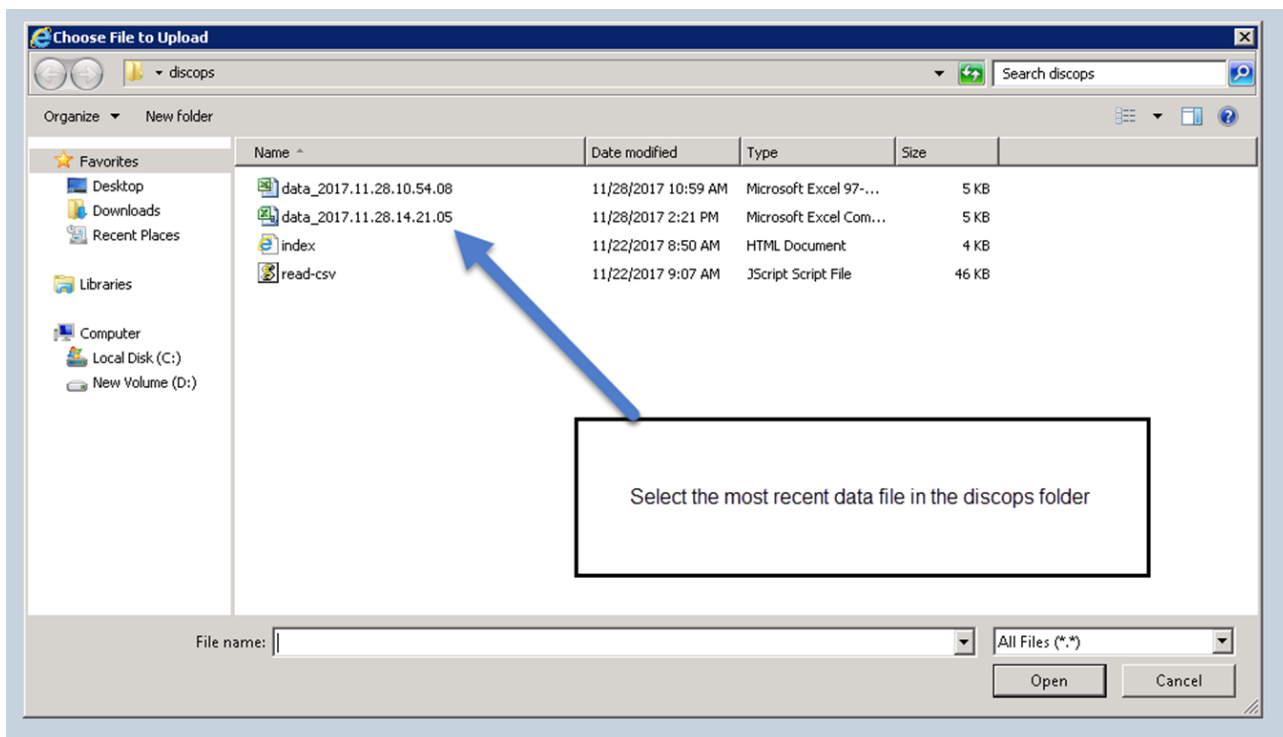 Choose File to Upload
discops
Search discops
Organize New folder
Name Date modified Type Size
Favorites
Desktop
Downloads
Recent Places
Libraries
Computer
Local Disk (C:)
New Volume (D:)
data_2017.11.28.10.54.08 11/28/2017 10:59 AM Microsoft Excel 97-... 5 KB
data_2017.11.28.14.21.05 11/28/2017 2:21 PM Microsoft Excel Com... 5 KB
index 11/22/2017 8:50 AM HTML Document 4 KB
read-csv 11/22/2017 9:07 AM JScript Script File 46 KB
Select the most recent data file in the discops folder
File name: All Files (*.*)
Open Cancel